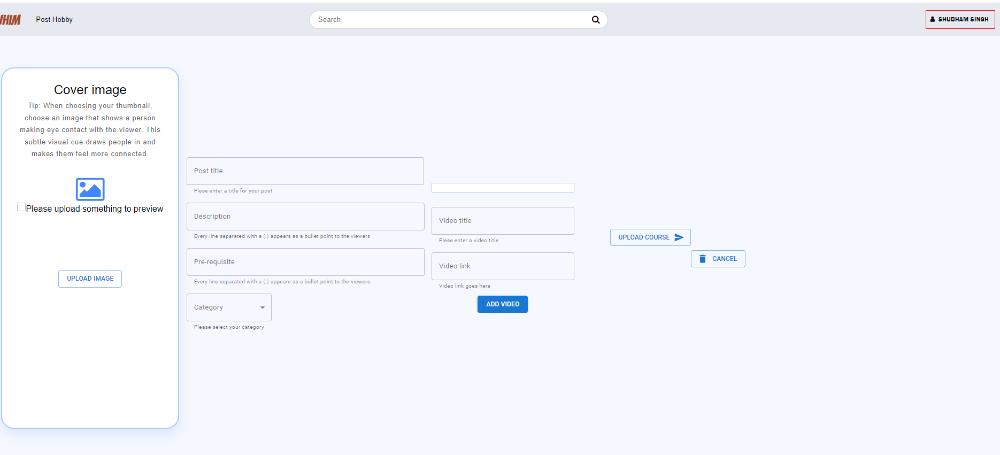 Post Hobby
Search
SHUBHAM SINGH
Cover image
Tip: When choosing your thumbnail,
choose an image that shows a person
making eye contact with the viewer. This
subtle visual cue draws people in and
makes them feel more connected.
Please upload something to preview
UPLOAD IMAGE
Post title
Plese enter a title for your post
Description
Every line separated with a (.) appears as a bullet point to the viewers
Pre-requisite
Every line separated with a (.) appears as a bullet point to the viewers
Category
Please select your category
Video title
Plese enter a video title
Video link
Video link goes here
ADD VIDEO
UPLOAD COURSE
CANCEL